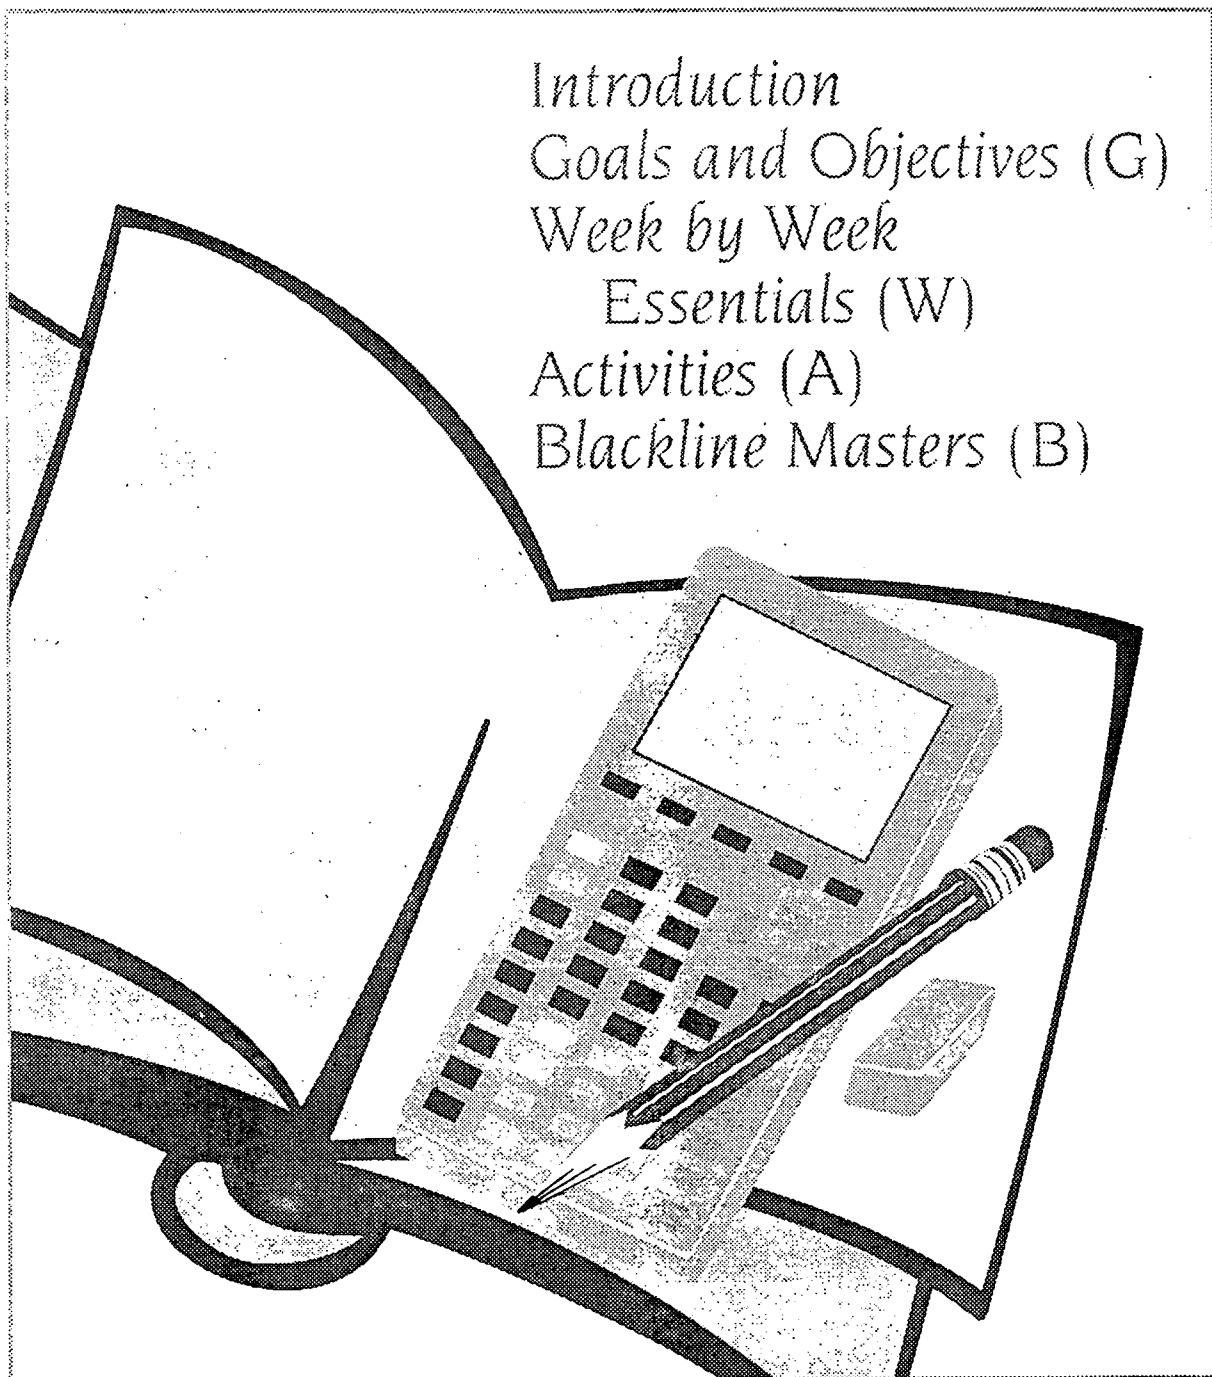 Introduction
Goals and Objectives (G)
Week by Week
Essentials (W)
Activities (A)
Blackline Masters (B)